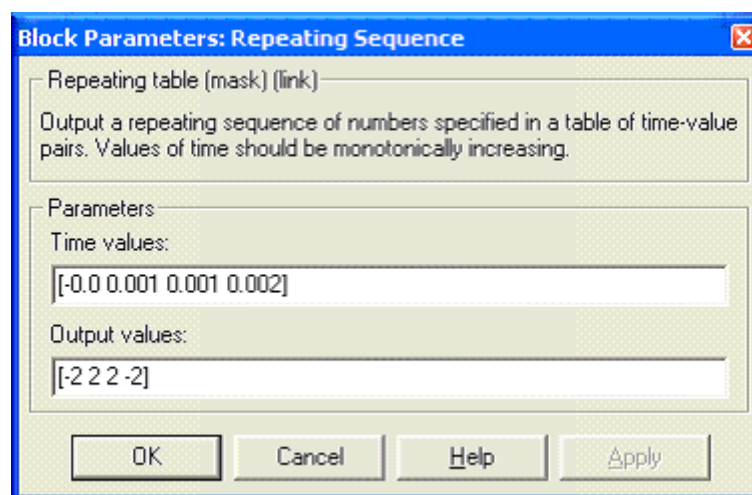 Block Parameters: Repeating Sequence
Repeating table (mask) (link)
Output a repeating sequence of numbers specified in a table of time-value
pairs. Values of time should be monotonically increasing.
Parameters
Time values:
[-0.0 0.001 0.001 0.002]
Output values:
[-2 2 2 -2]
OK Cancel Help Apply